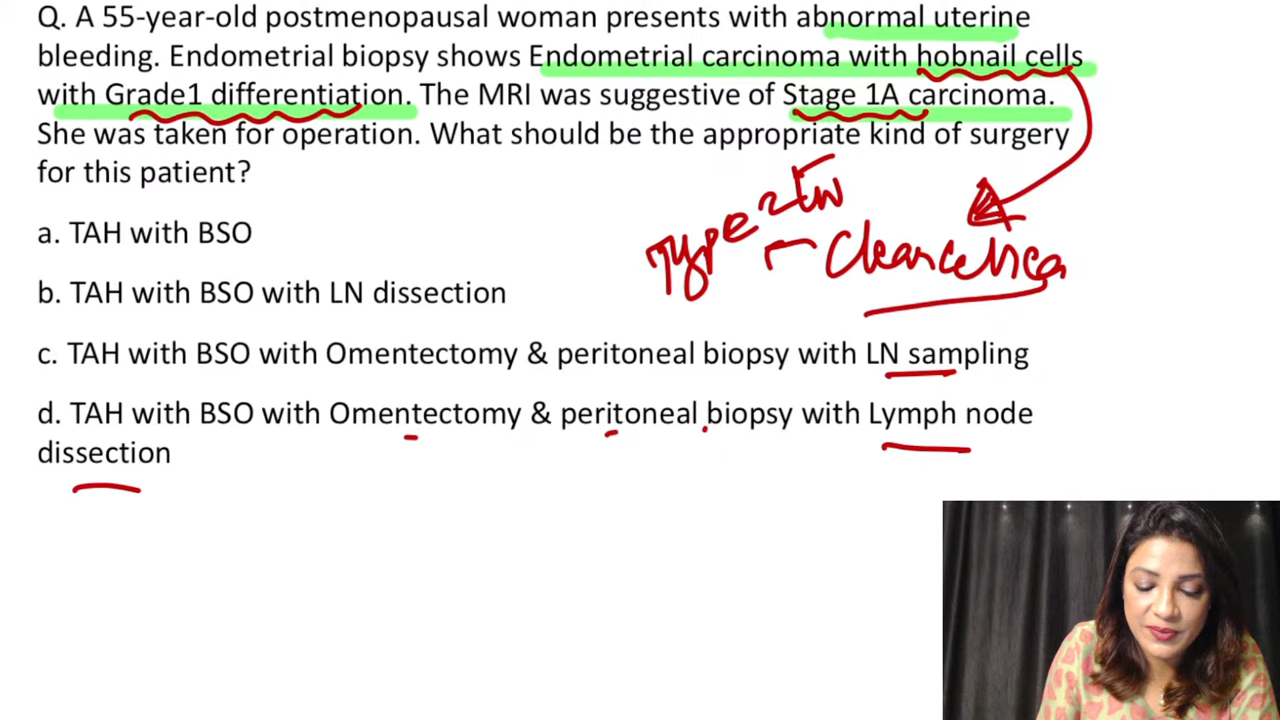 Q. A 55-year-old postmenopausal woman presents with abnormal uterine
bleeding. Endometrial biopsy shows Endometrial carcinoma with hobnail cells
with Grade1 differentiation. The MRI was suggestive of Stage 1A carcinoma.
She was taken for operation. What should be the appropriate kind of surgery
for this patient?
Type 2
Clear cell ca
a. TAH with BSO
b. TAH with BSO with LN dissection
c. TAH with BSO with Omentectomy & peritoneal biopsy with LN sampling
d. TAH with BSO with Omentectomy & peritoneal biopsy with Lymph node
dissection